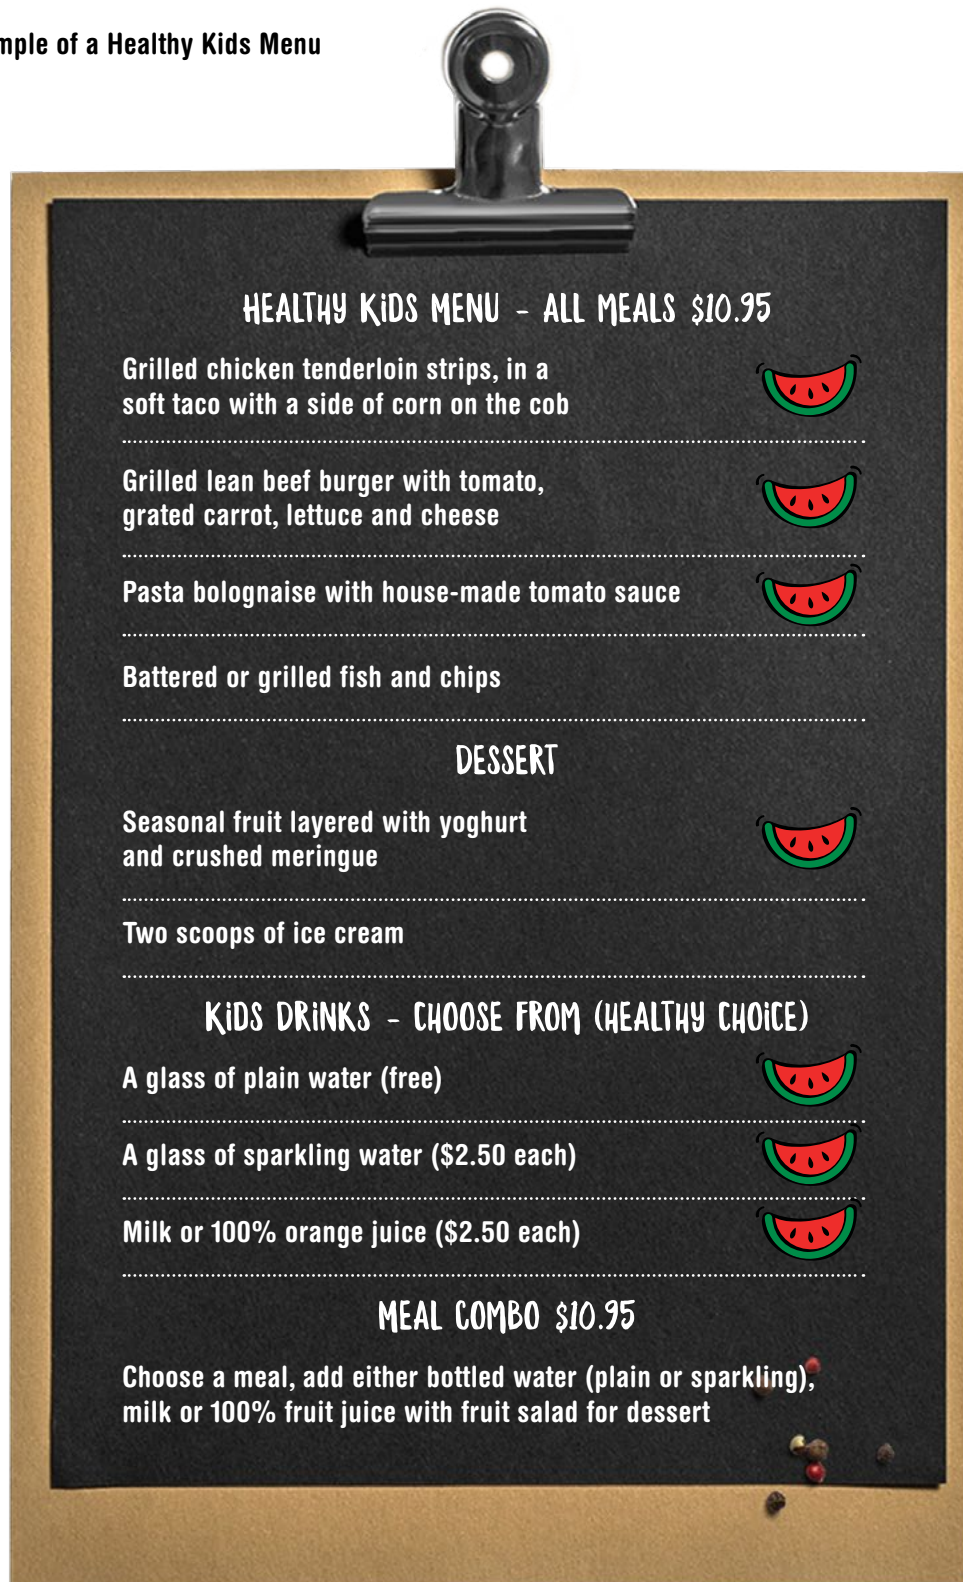 mple of a Healthy Kids Menu
HEALTHY KIDS MENU - ALL MEALS $10.95
Grilled chicken tenderloin strips, in a
soft taco with a side of corn on the cob
Grilled lean beef burger with tomato,
grated carrot, lettuce and cheese
Pasta bolognaise with house-made tomato sauce
Battered or grilled fish and chips
DESSERT
Seasonal fruit layered with yoghurt
and crushed meringue
Two scoops of ice cream
KIDS DRINKS - CHOOSE FROM (HEALTHY CHOICE)
A glass of plain water (free)
A glass of sparkling water ($2.50 each)
Milk or 100% orange juice ($2.50 each)
MEAL COMBO $10.95
Choose a meal, add either bottled water (plain or sparkling),
milk or 100% fruit juice with fruit salad for dessert